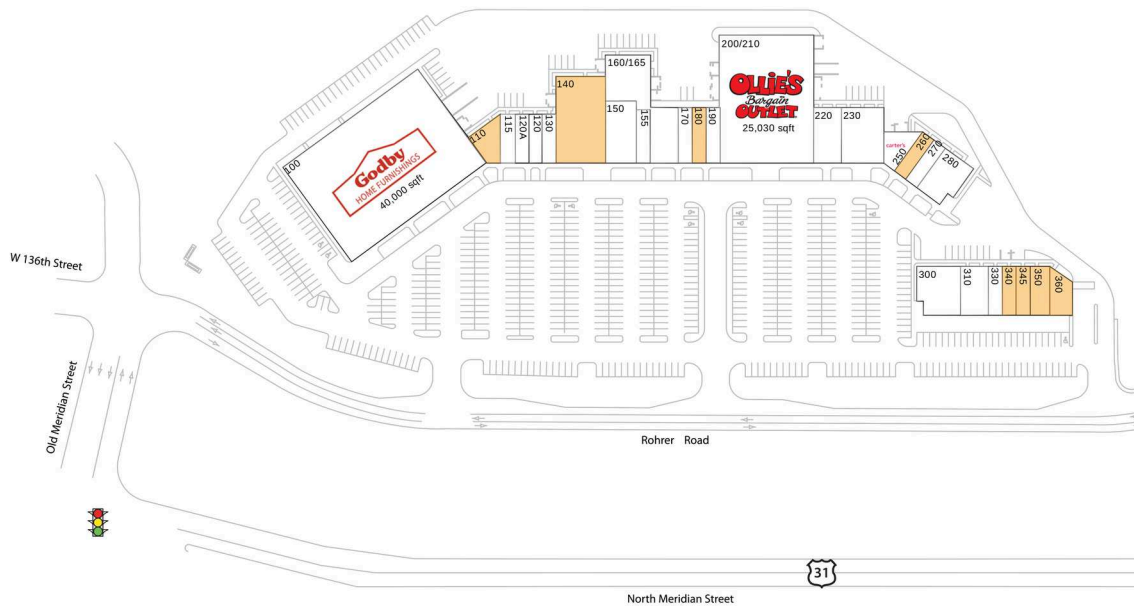 200/210
OLLIE'S
Bargain
OUTLET
25,030 sqft
160/165
140
150
155
170
180
190
220
230
110
115
120A
120
130
100
Godby
HOME FURNISHINGS
40,000 sqft
carter's
250
260
270
280
W 136th Street
300
310
330
340
345
350
360
Old Meridian Street
Rohrer Road
31
North Meridian Street